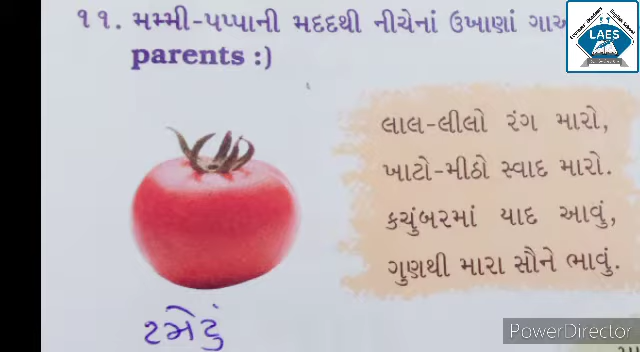 ૧૧. મમ્મી-પપ્પાની મદદથી નીચેનાં ઉખાણાં
parents :)
LAES
લાલ-લીલો રંગ મારો,
ખાટો-મીઠો સ્વાદ મારો.
કચુંબરમાં યાદ આવું,
ગુણથી મારા સૌને ભાવું.
ટમેટું
PowerDirector